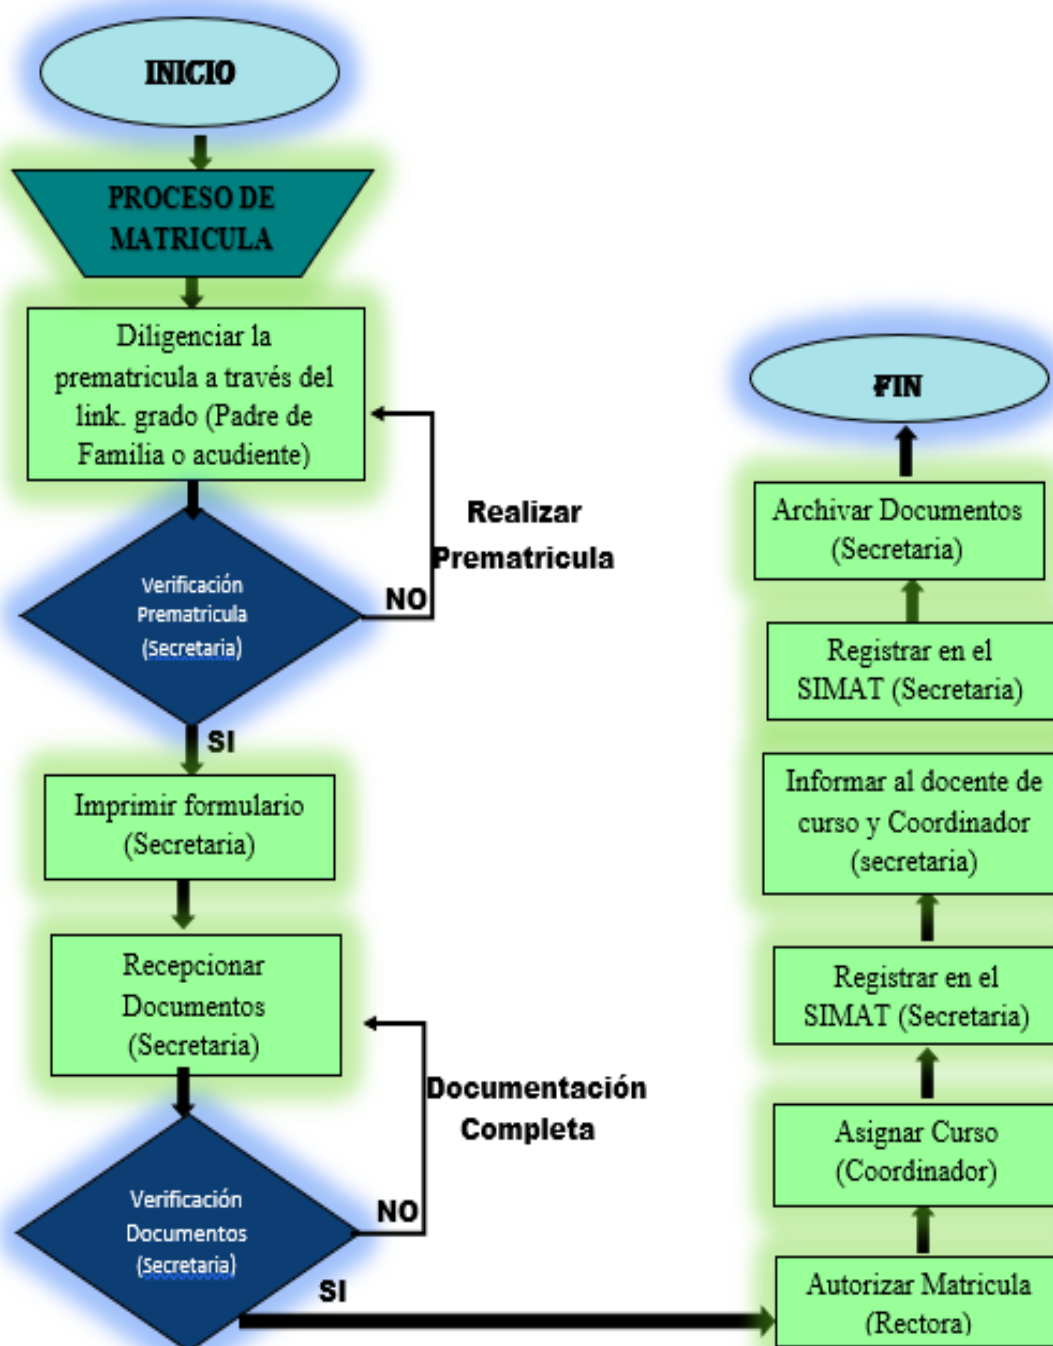 INICIO
PROCESO DE
MATRICULA
Diligenciar la
prematricula a través del
link. grado (Padre de
Familia o acudiente)
Realizar
Prematricula
Verificación
Prematricula
(Secretaria)
NO
SI
Imprimir formulario
(Secretaria)
Recepcionar
Documentos
(Secretaria)
Documentación
Completa
Verificación
Documentos
(Secretaria)
NO
SI
Autorizar Matricula
(Rectora)
Asignar Curso
(Coordinador)
Registrar en el
SIMAT (Secretaria)
Informar al docente de
curso y Coordinador
(secretaria)
Registrar en el
SIMAT (Secretaria)
Archivar Documentos
(Secretaria)
FIN